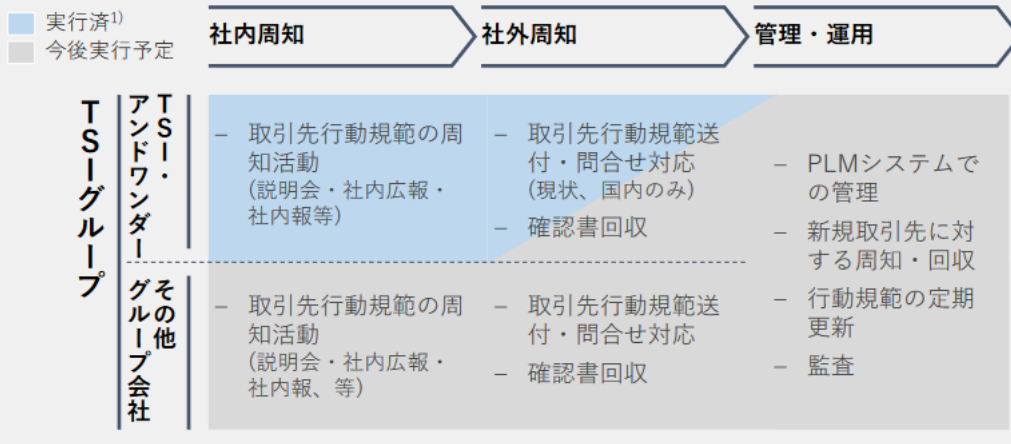 実行済1)
今後実行予定
社内周知
社外周知
管理・運用
TSIグループ
TSI・
アンドワンダー
– 取引先行動規範の周
知活動
(説明会・社内広報・
社内報等)
– 取引先行動規範送
付・問合せ対応
(現状、国内のみ)
– 確認書回収
– PLMシステムで
の管理
– 新規取引先に対
する周知・回収
– 行動規範の定期
更新
– 監査
その他
グループ会社
– 取引先行動規範の周
知活動
(説明会・社内広報・
社内報、等)
– 取引先行動規範送
付・問合せ対応
– 確認書回収